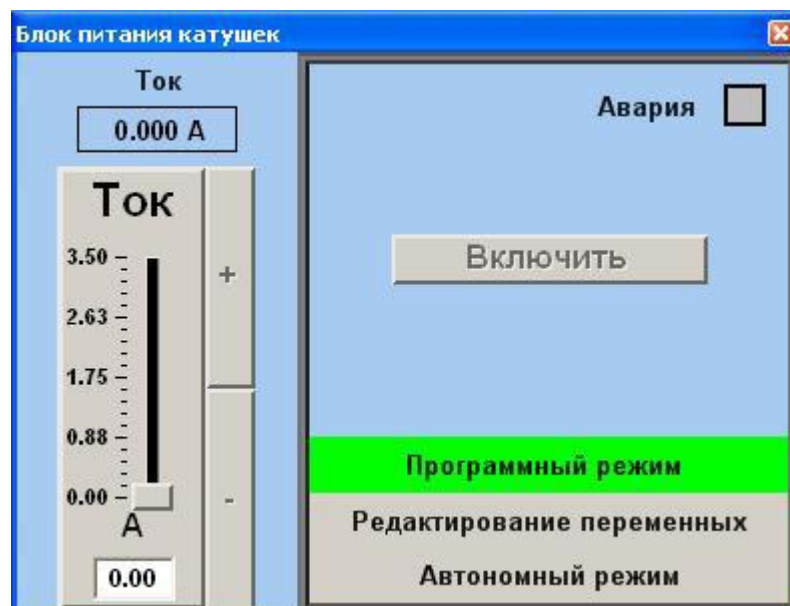 Блок питания катушек
Ток
0.000 A
Ток
3.50
2.63
1.75
0.88
0.00
A
0.00
+
-
Авария
Включить
Программный режим
Редактирование переменных
Автономный режим